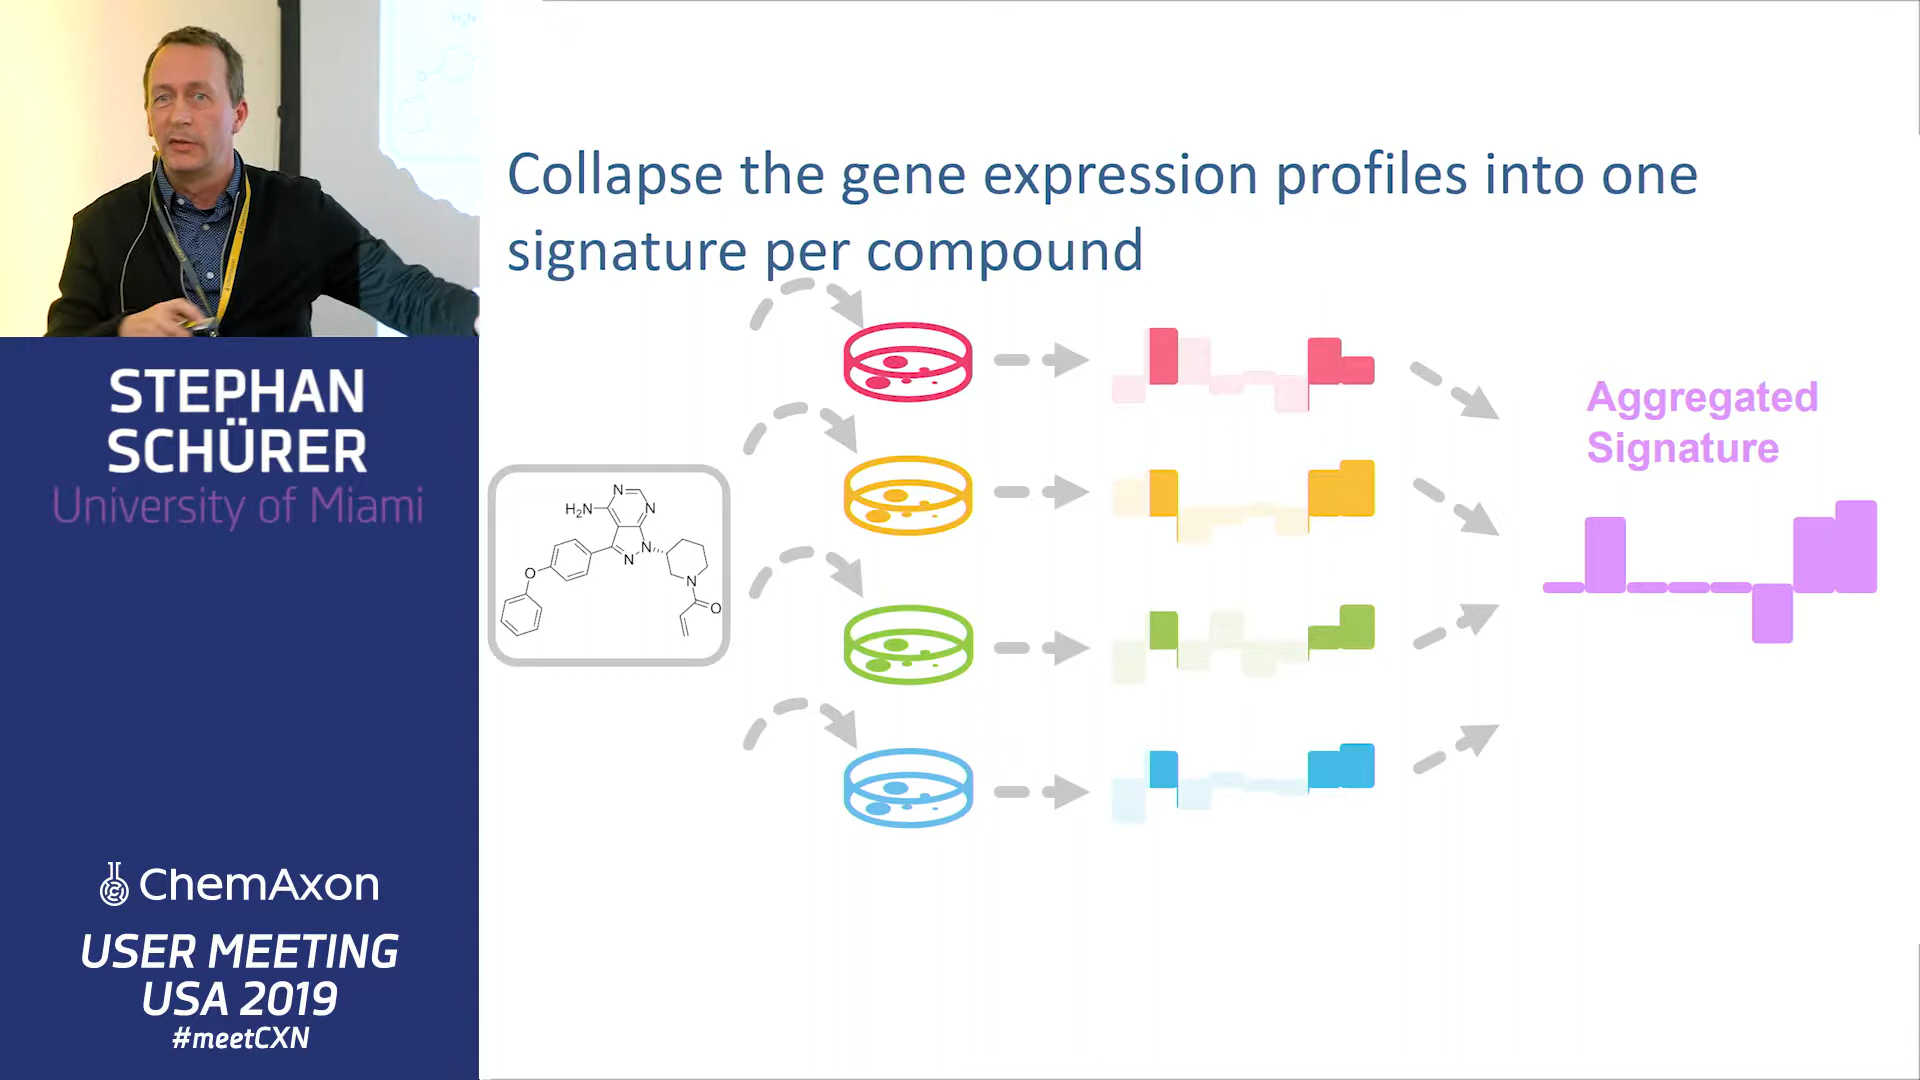 Collapse the gene expression profiles into one
signature per compound
STEPHAN
SCHÜRER
University of Miami
ChemAxon
USER MEETING
USA 2019
#meetCXN
N
H₂N
N
N
N
O
N
O
Aggregated
Signature